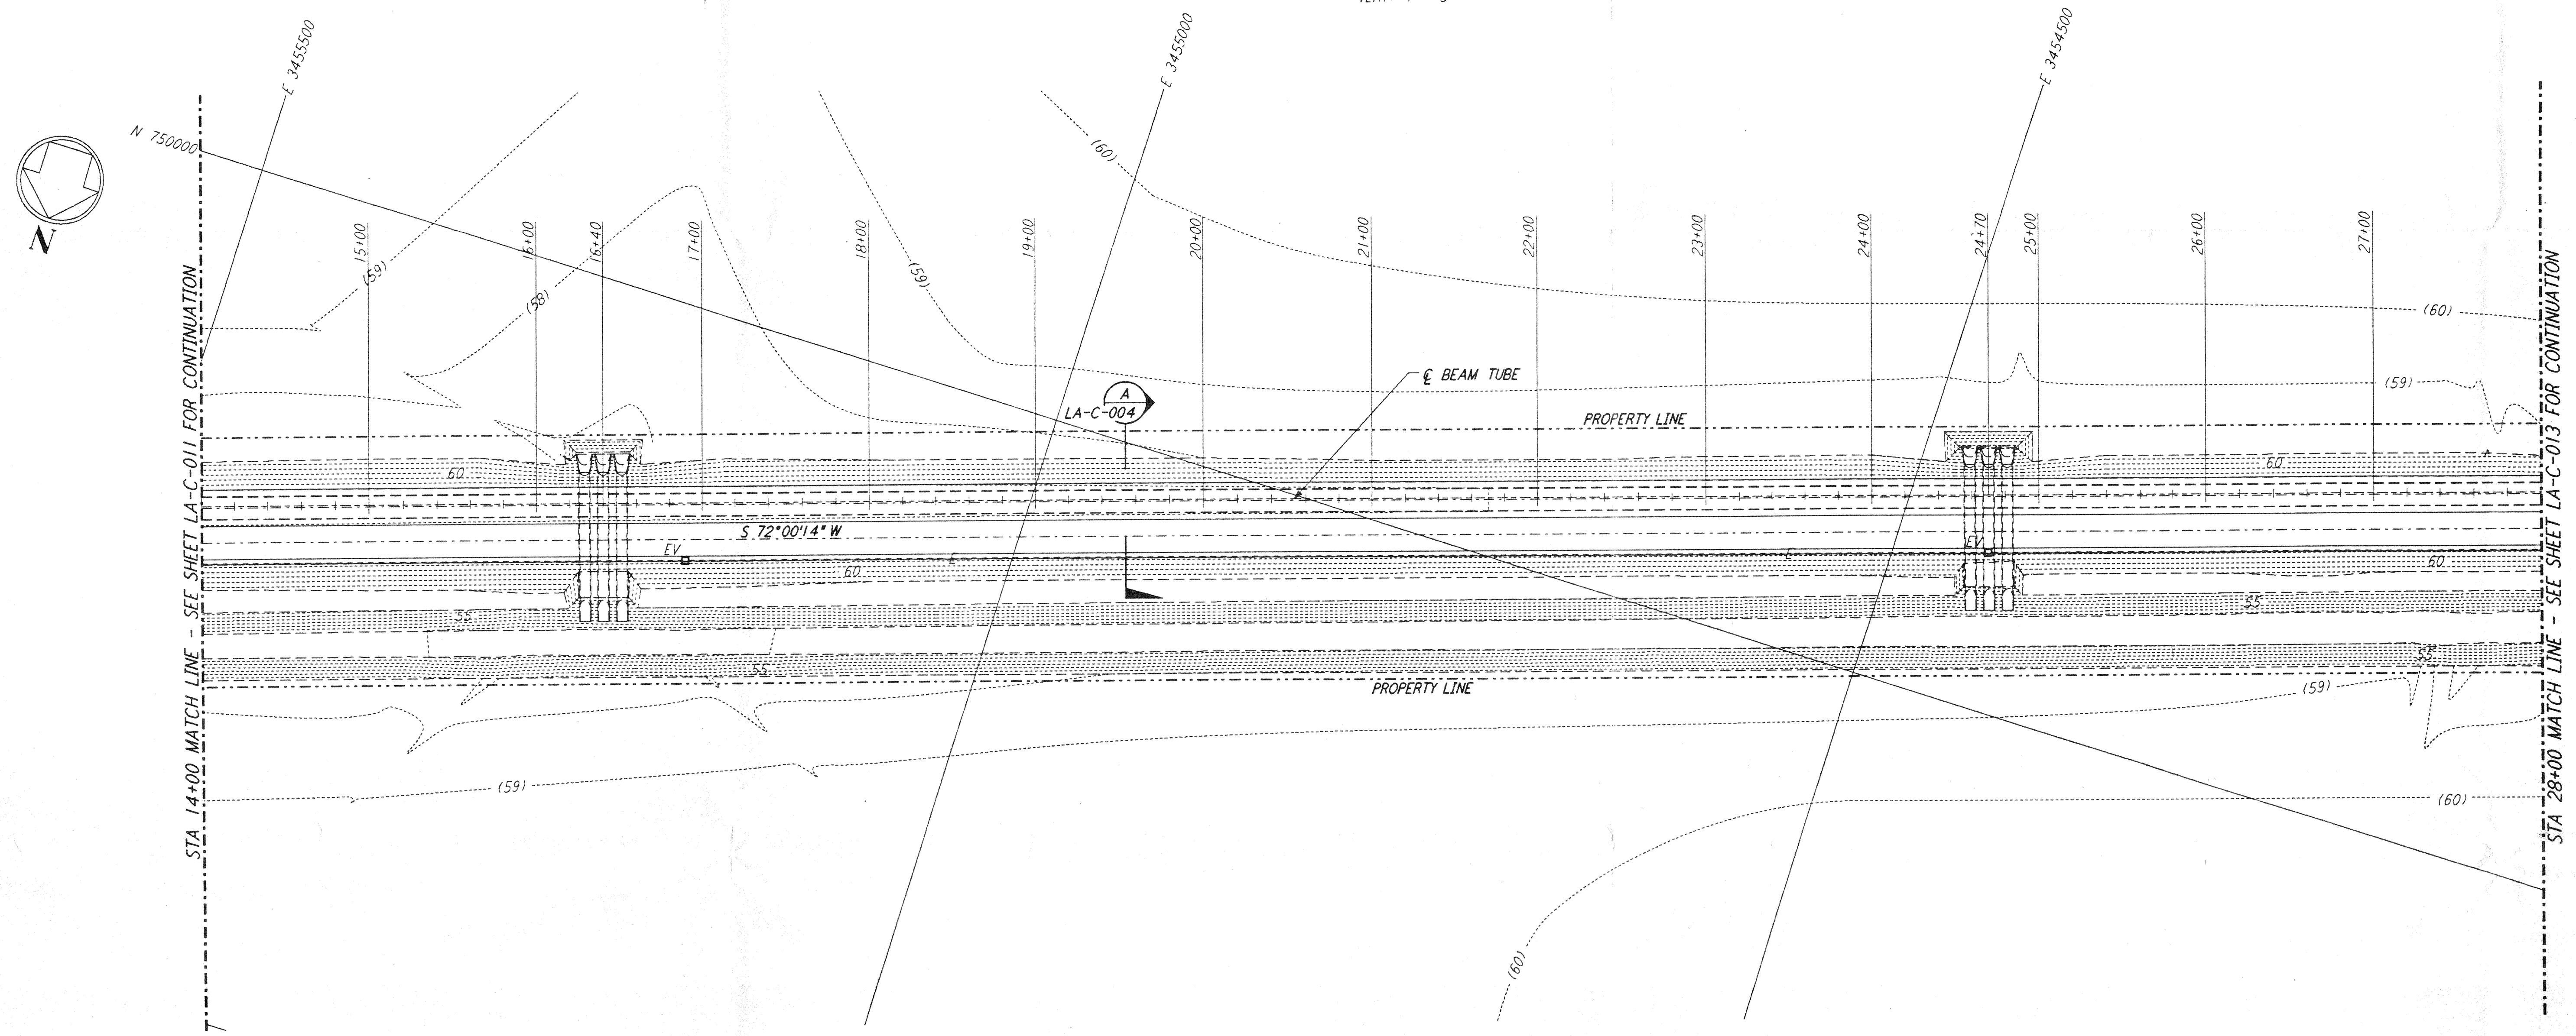 E 3455500
E 3455000
E 3454500
N 750000
N
15+00
16+00
16+40
17+00
18+00
19+00
20+00
21+00
22+00
23+00
24+00
24+70
25+00
26+00
27+00
(60)
(59)
(58)
(59)
(60)
(59)
STA 14+00 MATCH LINE - SEE SHEET LA-C-011 FOR CONTINUATION
STA 28+00 MATCH LINE - SEE SHEET LA-C-013 FOR CONTINUATION
℄ BEAM TUBE
A
LA-C-004
PROPERTY LINE
60
60
S 72°00'14" W
EV
E
E
EV
60
60
55
55
55
55
PROPERTY LINE
(59)
(59)
(60)
(60)